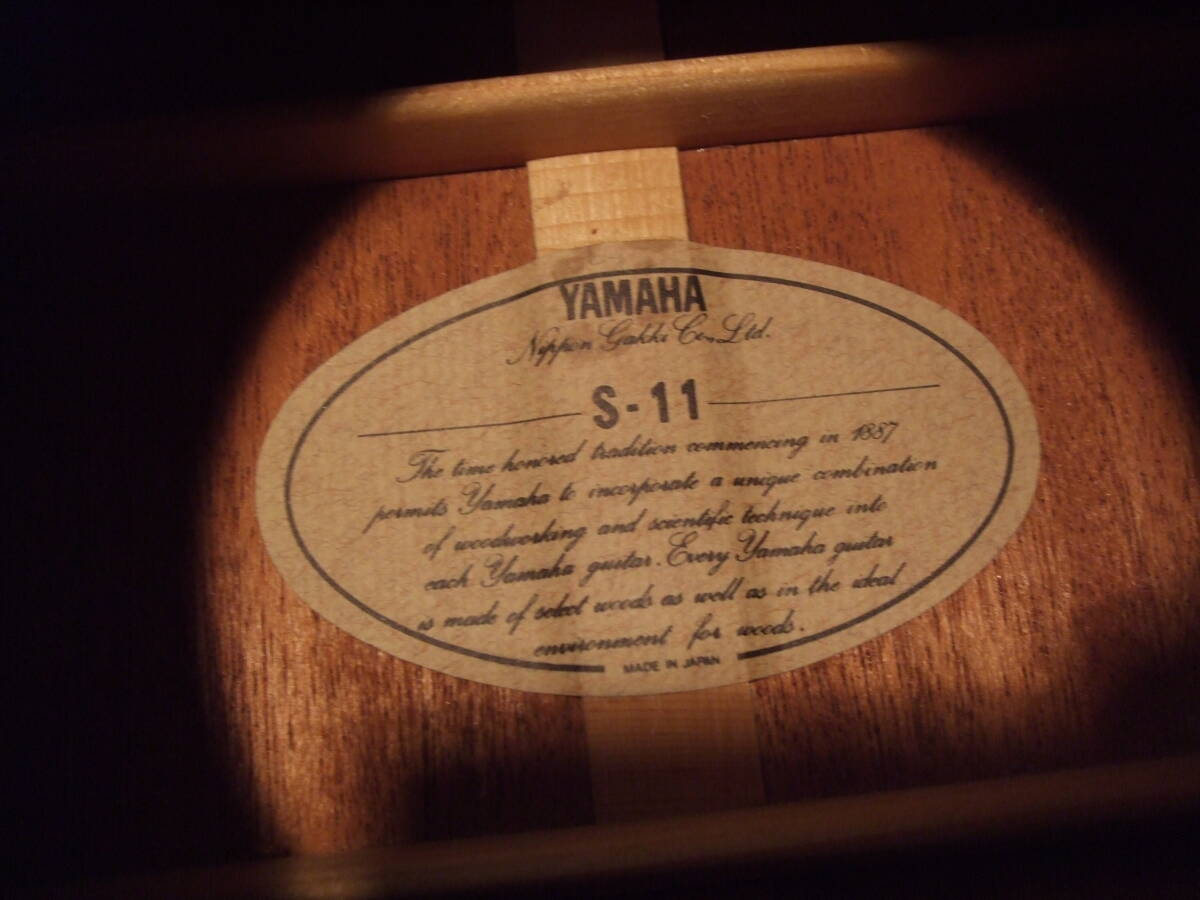 YAMAHA
Nippon Gakki Co., Ltd.
S-11
The time honored tradition commencing in 1887
permits Yamaha to incorporate a unique combination
of woodworking and scientific technique into
each Yamaha guitar. Every Yamaha guitar
is made of select woods as well as in the ideal
environment for woods.
MADE IN JAPAN